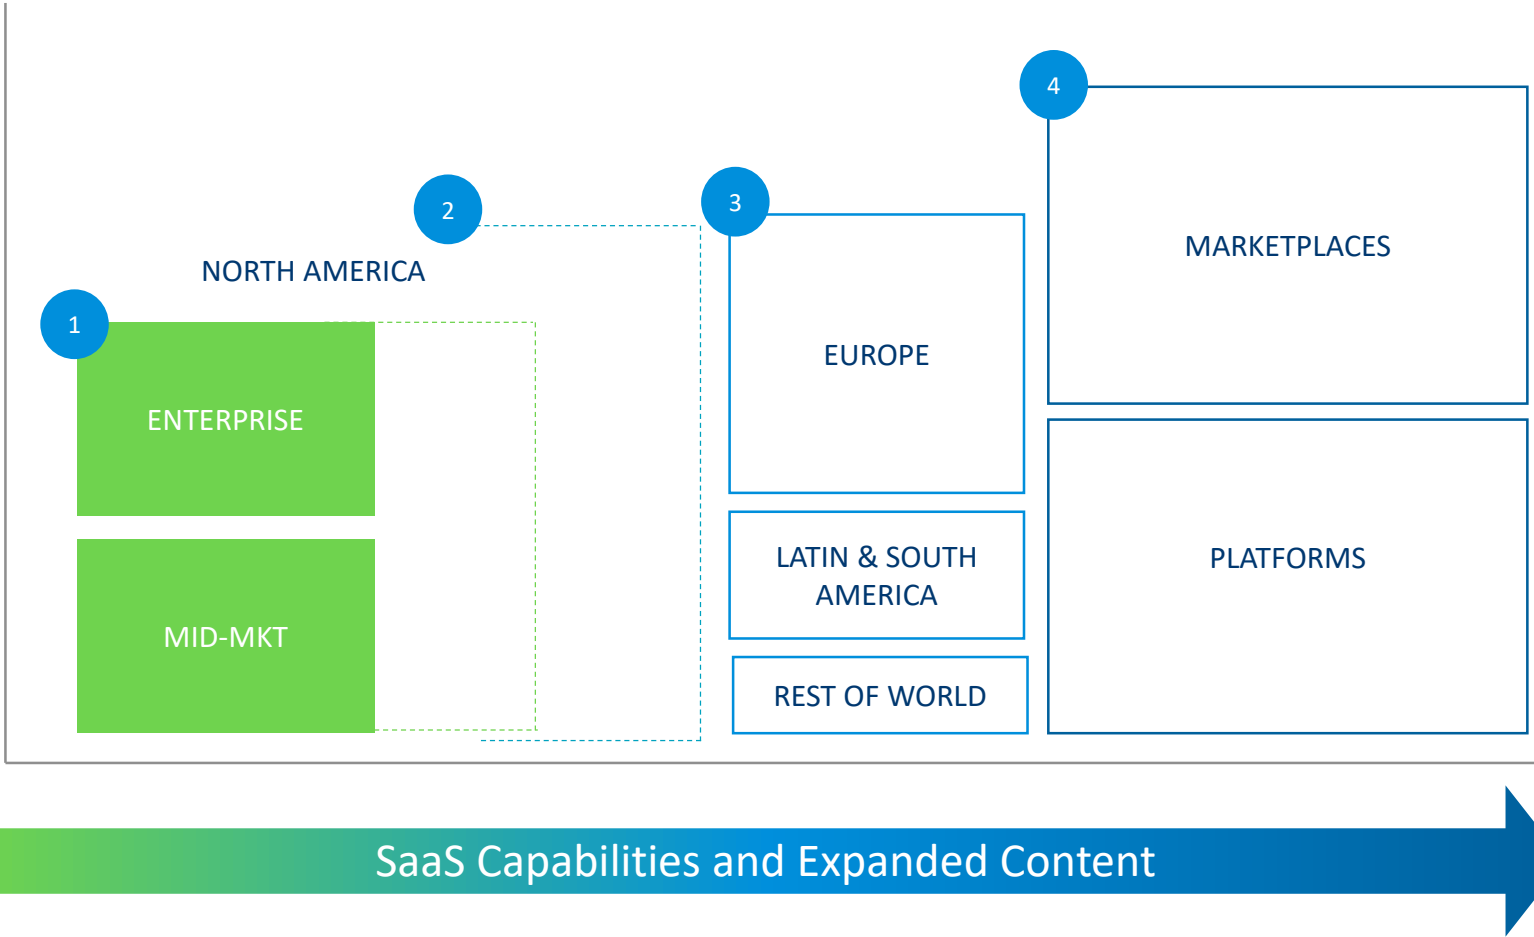 1
NORTH AMERICA
ENTERPRISE
MID-MKT
2
3
EUROPE
LATIN & SOUTH
AMERICA
REST OF WORLD
4
MARKETPLACES
PLATFORMS
SaaS Capabilities and Expanded Content